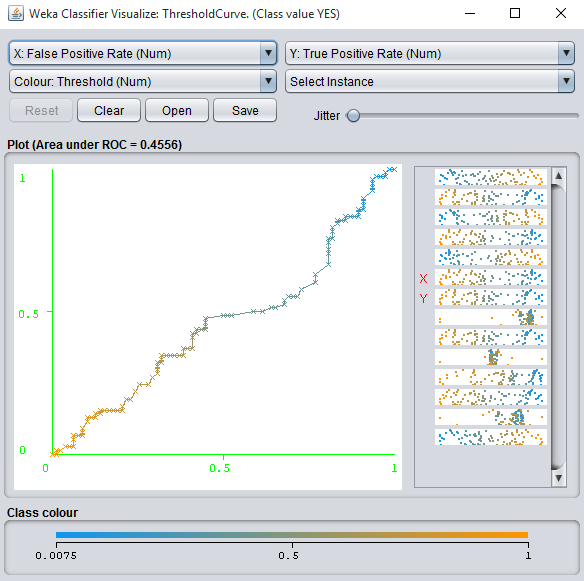 Weka Classifier Visualize: ThresholdCurve. (Class value YES)
X: False Positive Rate (Num) Y: True Positive Rate (Num)
Colour: Threshold (Num) Select Instance
Reset Clear Open Save Jitter
Plot (Area under ROC = 0.4556)
1
X
Y
0.5
0
0 0.5 1
Class colour
0.0075 0.5 1